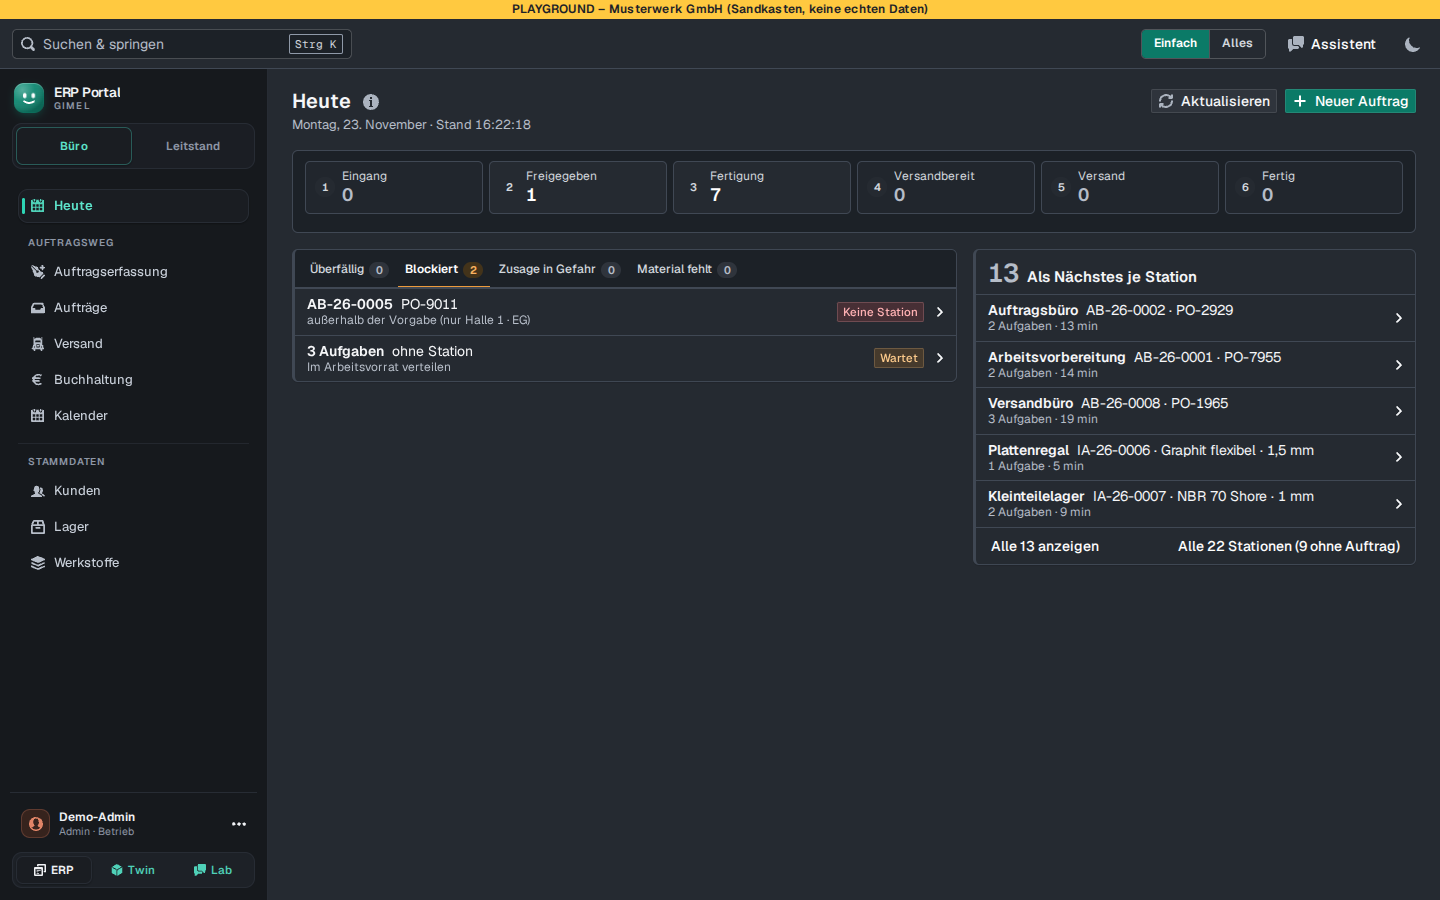 PLAYGROUND – Musterwerk GmbH (Sandkasten, keine echten Daten)
Suchen & springen
Strg K
Einfach
Alles
Assistent
ERP Portal
GIMEL
Büro
Leitstand
Heute
AUFTRAGSWEG
Auftragserfassung
Aufträge
Versand
Buchhaltung
Kalender
STAMMDATEN
Kunden
Lager
Werkstoffe
Demo-Admin
Admin · Betrieb
ERP
Twin
Lab
Heute
Montag, 23. November · Stand 16:22:18
Aktualisieren
Neuer Auftrag
1 Eingang 0
2 Freigegeben 1
3 Fertigung 7
4 Versandbereit 0
5 Versand 0
6 Fertig 0
Überfällig 0
Blockiert 2
Zusage in Gefahr 0
Material fehlt 0
AB-26-0005 PO-9011
außerhalb der Vorgabe (nur Halle 1 · EG)
Keine Station
3 Aufgaben ohne Station
Im Arbeitsvorrat verteilen
Wartet
13 Als Nächstes je Station
Auftragsbüro AB-26-0002 · PO-2929
2 Aufgaben · 13 min
Arbeitsvorbereitung AB-26-0001 · PO-7955
2 Aufgaben · 14 min
Versandbüro AB-26-0008 · PO-1965
3 Aufgaben · 19 min
Plattenregal IA-26-0006 · Graphit flexibel · 1,5 mm
1 Aufgabe · 5 min
Kleinteilelager IA-26-0007 · NBR 70 Shore · 1 mm
2 Aufgaben · 9 min
Alle 13 anzeigen
Alle 22 Stationen (9 ohne Auftrag)